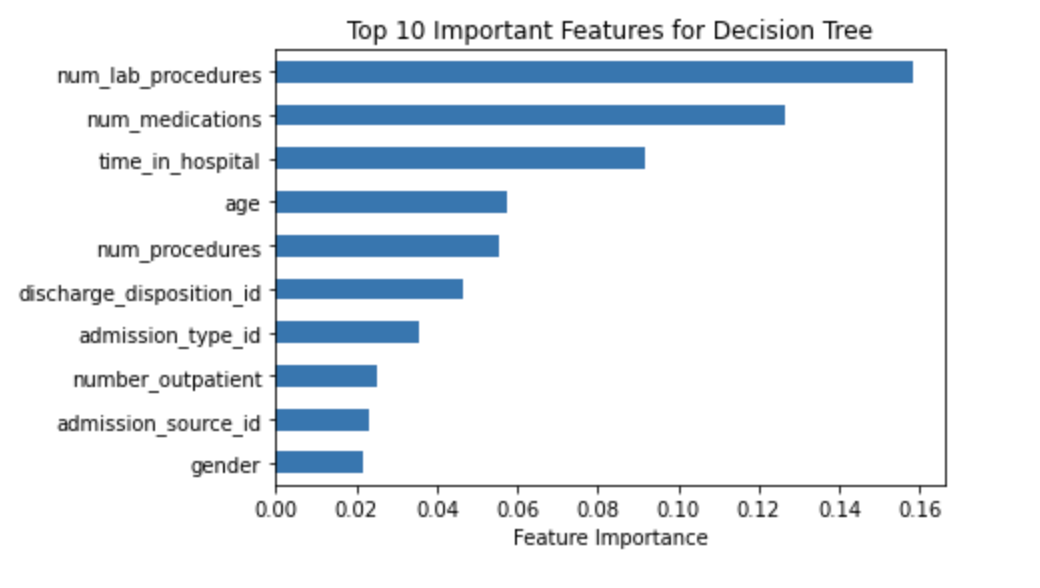 Top 10 Important Features for Decision Tree
num_lab_procedures
num_medications
time_in_hospital
age
num_procedures
discharge_disposition_id
admission_type_id
number_outpatient
admission_source_id
gender
0.00 0.02 0.04 0.06 0.08 0.10 0.12 0.14 0.16
Feature Importance